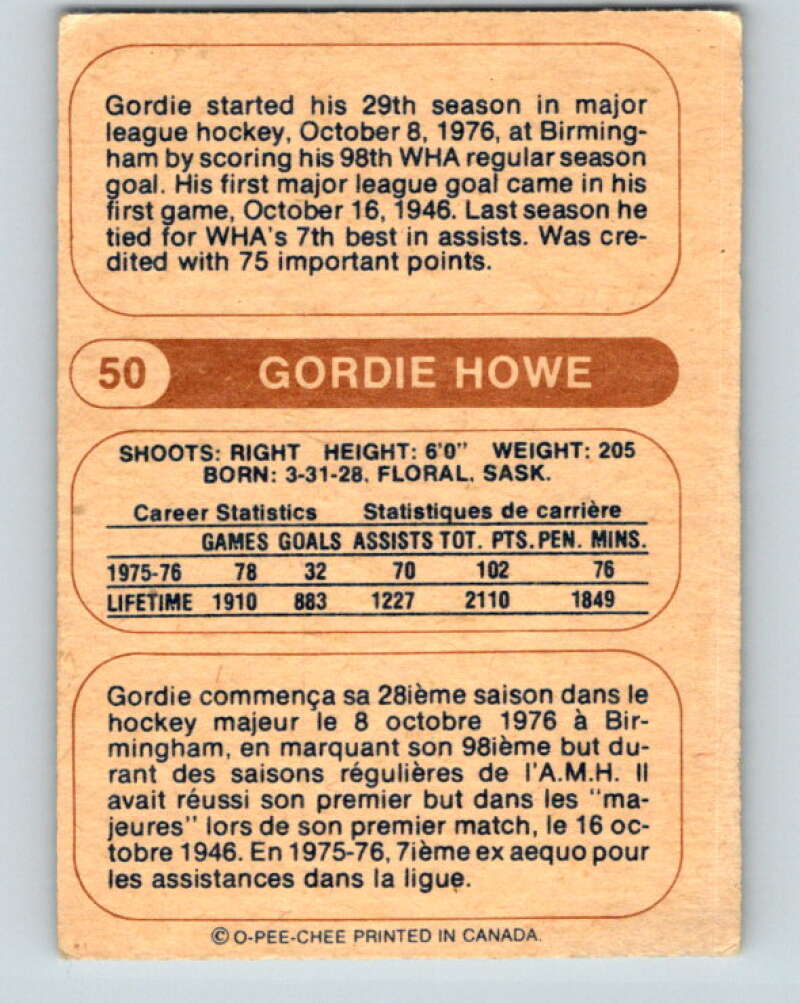 Gordie started his 29th season in major
league hockey, October 8, 1976, at Birming-
ham by scoring his 98th WHA regular season
goal. His first major league goal came in his
first game, October 16, 1946. Last season he
tied for WHA's 7th best in assists. Was cre-
dited with 75 important points.
50 GORDIE HOWE
SHOOTS: RIGHT HEIGHT: 6'0" WEIGHT: 205
BORN: 3-31-28, FLORAL, SASK.
Career Statistics Statistiques de carrière
GAMES GOALS ASSISTS TOT. PTS. PEN. MINS.
1975-76 78 32 70 102 76
LIFETIME 1910 883 1227 2110 1849
Gordie commença sa 28ième saison dans le
hockey majeur le 8 octobre 1976 à Bir-
mingham, en marquant son 98ième but du-
rant des saisons régulières de l'A.M.H. Il
avait réussi son premier but dans les "ma-
jeures" lors de son premier match, le 16 oc-
tobre 1946. En 1975-76, 7ième ex aequo pour
les assistances dans la ligue.
© O-PEE-CHEE PRINTED IN CANADA.